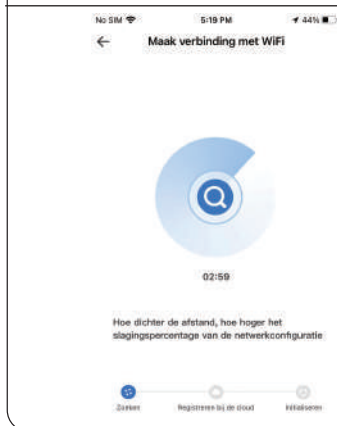 No SIM 5:19 PM 44%
Maak verbinding met WiFi
02:59
Hoe dichter de afstand, hoe hoger het
slagingspercentage van de netwerkconfiguratie
Zoeken Registreren bij de cloud Initialiseren